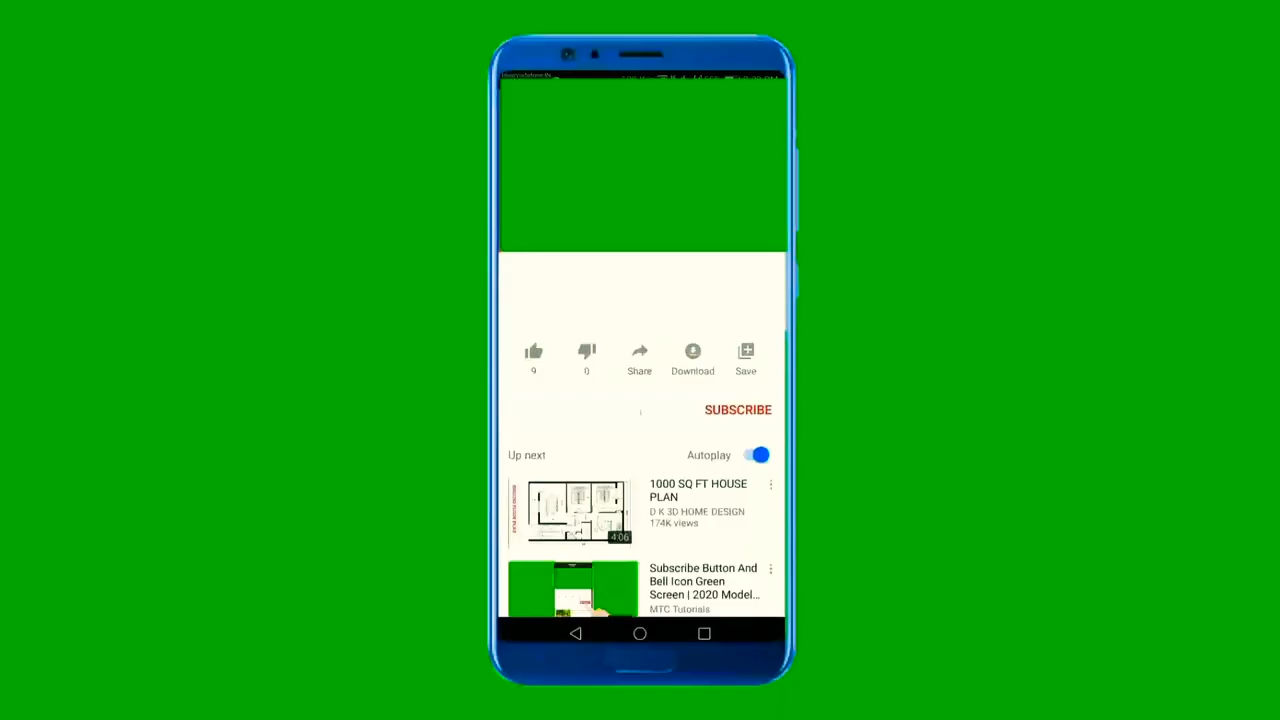 9
0
Share
Download
Save
SUBSCRIBE
Up next
Autoplay
1000 SQ FT HOUSE
PLAN
D K 3D HOME DESIGN
174K views
4:06
Subscribe Button And
Bell Icon Green
Screen | 2020 Model...
MTC Tutorials